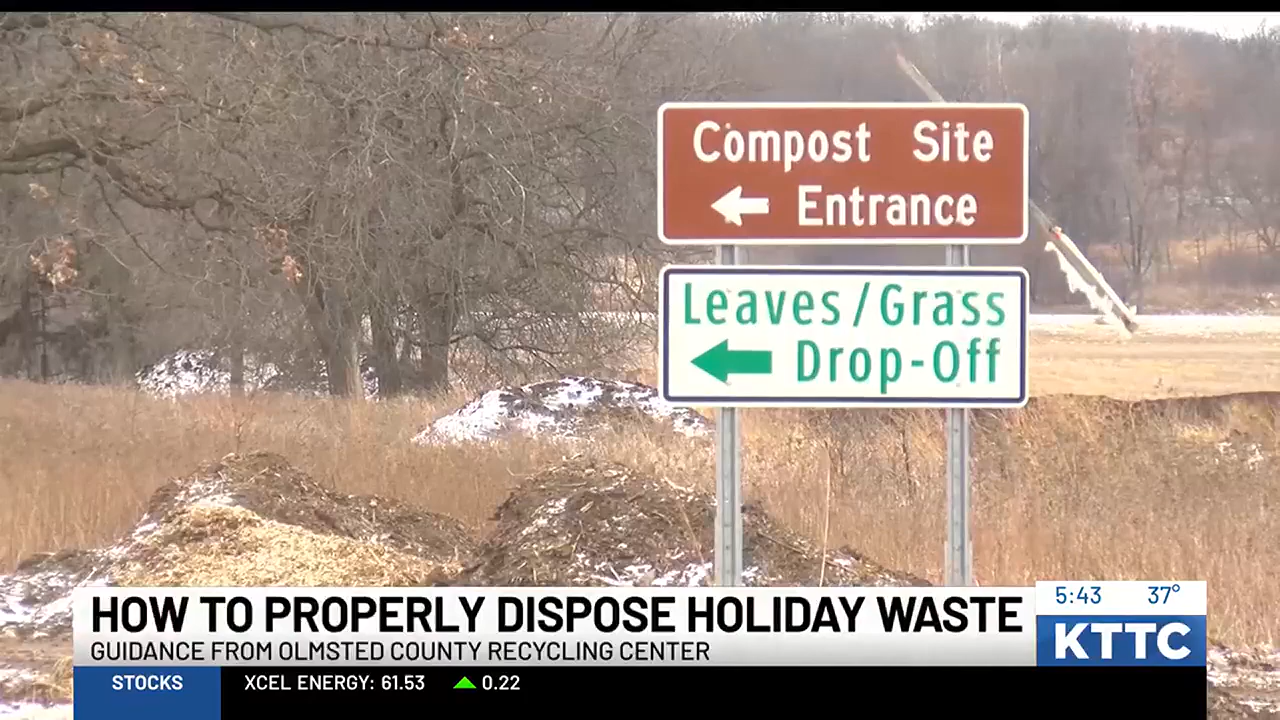 Compost Site
Entrance
Leaves/Grass
Drop-Off
HOW TO PROPERLY DISPOSE HOLIDAY WASTE
GUIDANCE FROM OLMSTED COUNTY RECYCLING CENTER
5:43 37°
KTTC
STOCKS XCEL ENERGY: 61.53 0.22